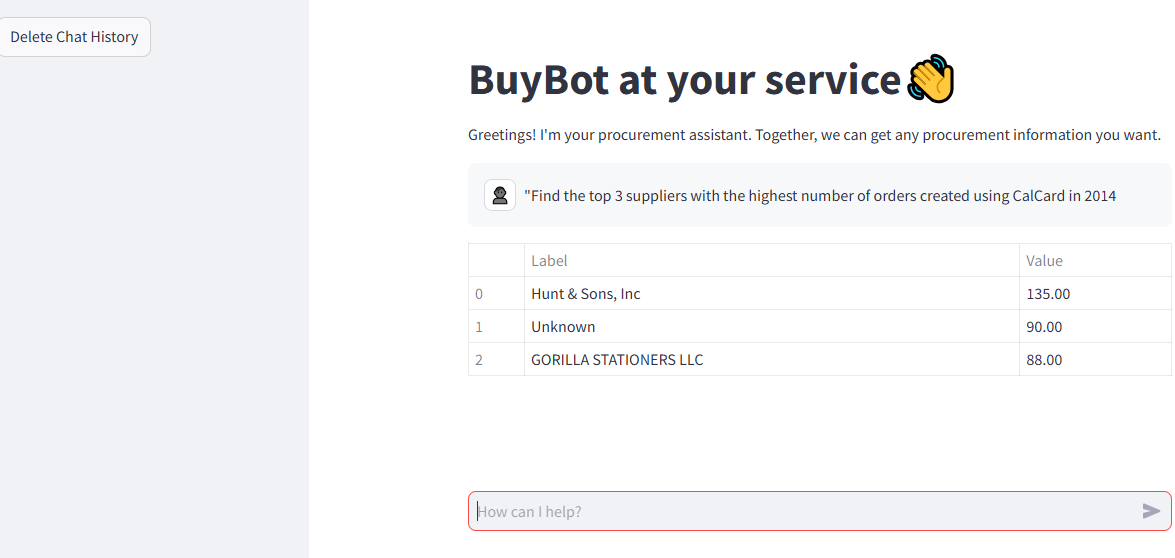 Delete Chat History
BuyBot at your service👋
Greetings! I'm your procurement assistant. Together, we can get any procurement information you want.
"Find the top 3 suppliers with the highest number of orders created using CalCard in 2014
Label Value
0 Hunt & Sons, Inc 135.00
1 Unknown 90.00
2 GORILLA STATIONERS LLC 88.00
How can I help?